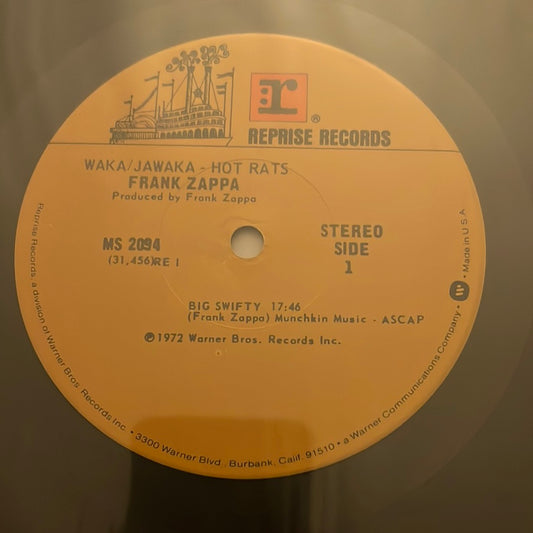 r
®
REPRISE RECORDS
WAKA/JAWAKA - HOT RATS
FRANK ZAPPA
Produced by Frank Zappa
MS 2094
(31,456)RE I
STEREO
SIDE
1
BIG SWIFTY 17:46
(Frank Zappa) Munchkin Music - ASCAP
℗1972 Warner Bros. Records Inc.
Reprise Records, a division of Warner Bros. Records Inc. • 3300 Warner Blvd., Burbank, Calif. 91510 • a Warner Communications Company • W • Made in U.S.A.